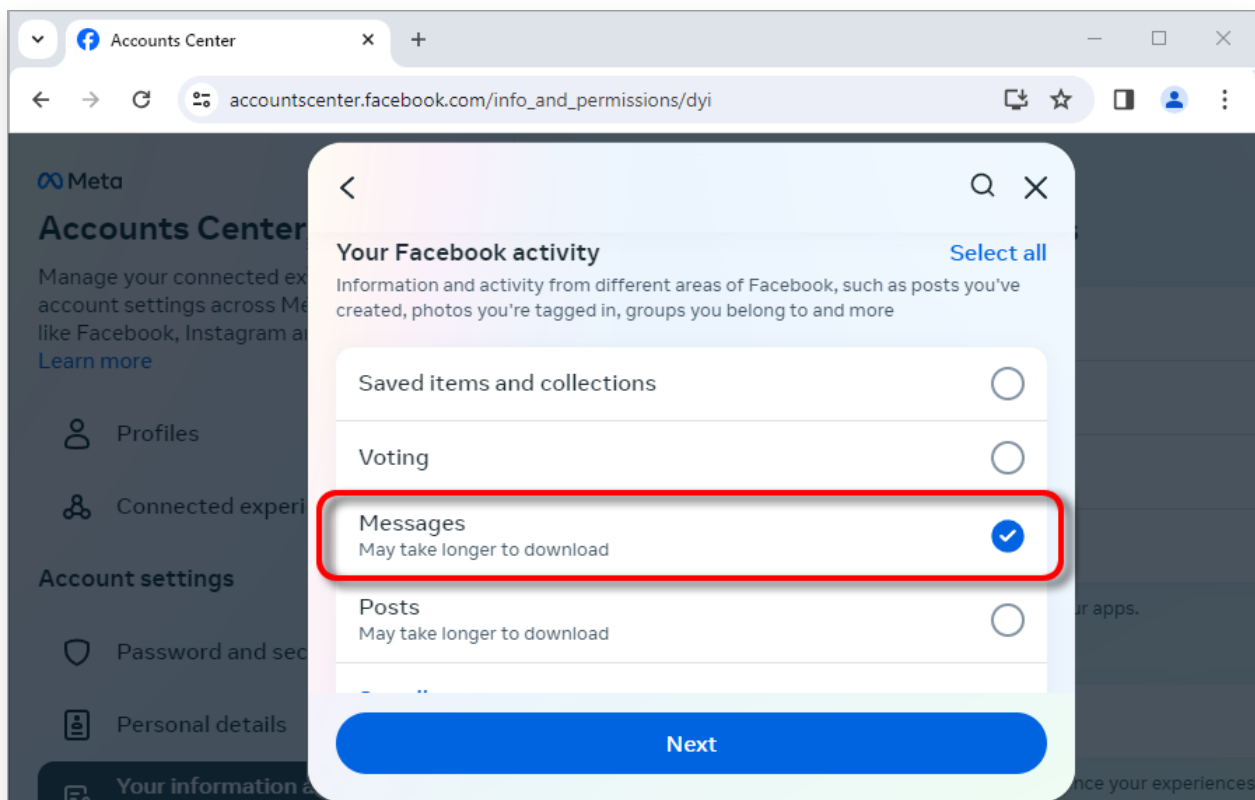 Accounts Center
accountscenter.facebook.com/info_and_permissions/dyi
Meta
Accounts Center
Manage your connected ex
account settings across Me
like Facebook, Instagram a
Learn more
Profiles
Connected experi
Account settings
Password and sec
Personal details
Your information a
Your Facebook activity
Select all
Information and activity from different areas of Facebook, such as posts you've
created, photos you're tagged in, groups you belong to and more
Saved items and collections
Voting
Messages
May take longer to download
Posts
May take longer to download
Next
ur apps.
nce your experiences